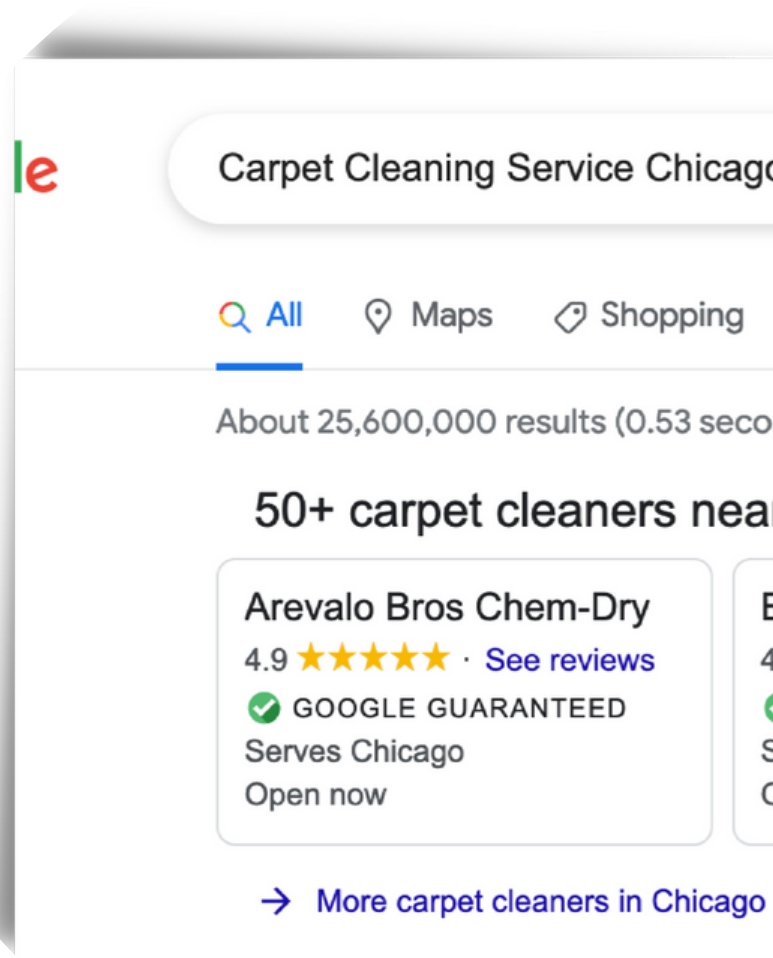 le
Carpet Cleaning Service Chicago
All Maps Shopping
About 25,600,000 results (0.53 seco
50+ carpet cleaners nea
Arevalo Bros Chem-Dry
4.9 · See reviews
GOOGLE GUARANTEED
Serves Chicago
Open now
More carpet cleaners in Chicago